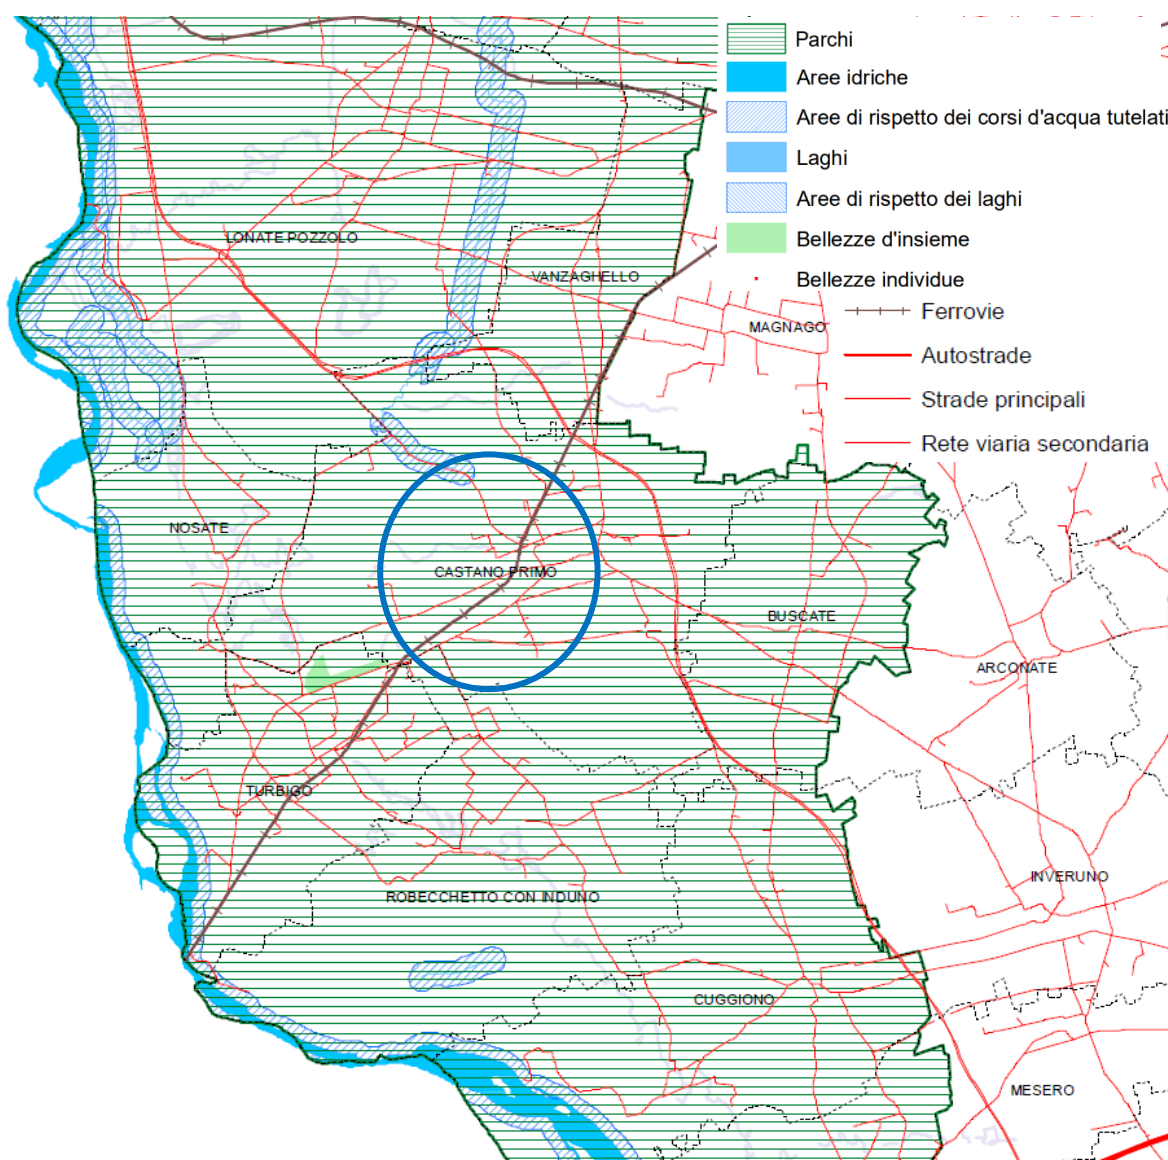 Parchi
Aree idriche
Aree di rispetto dei corsi d'acqua tutelati
Laghi
Aree di rispetto dei laghi
Bellezze d'insieme
Bellezze individue
Ferrovie
Autostrade
Strade principali
Rete viaria secondaria
LONATE POZZOLO
VANZAGHELLO
MAGNAGO
NOSATE
CASTANO PRIMO
BUSCATE
ARCONATE
TURBIGO
INVERUNO
ROBECCHETTO CON INDUNO
CUGGIONO
MESERO